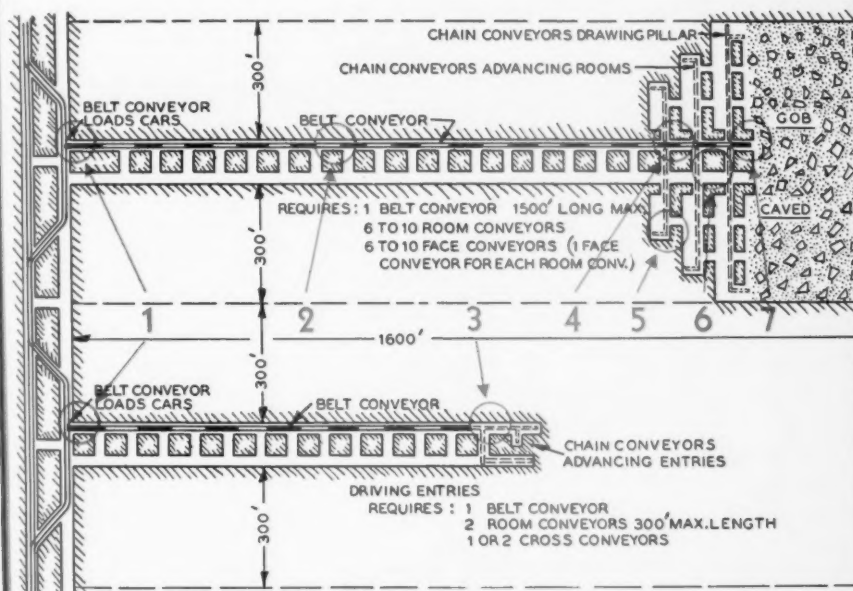 CHAIN CONVEYORS DRAWING PILLAR
CHAIN CONVEYORS ADVANCING ROOMS
300'
BELT CONVEYOR
LOADS CARS
BELT CONVEYOR
GOB
REQUIRES: 1 BELT CONVEYOR 1500' LONG MAX.
6 TO 10 ROOM CONVEYORS
6 TO 10 FACE CONVEYORS (1 FACE
CONVEYOR FOR EACH ROOM CONV.)
CAVED
300'
1 2 3 4 5 6 7
1600'
300'
BELT CONVEYOR
LOADS CARS
BELT CONVEYOR
CHAIN CONVEYORS
ADVANCING ENTRIES
DRIVING ENTRIES
REQUIRES: 1 BELT CONVEYOR
2 ROOM CONVEYORS 300' MAX. LENGTH
1 OR 2 CROSS CONVEYORS
300'